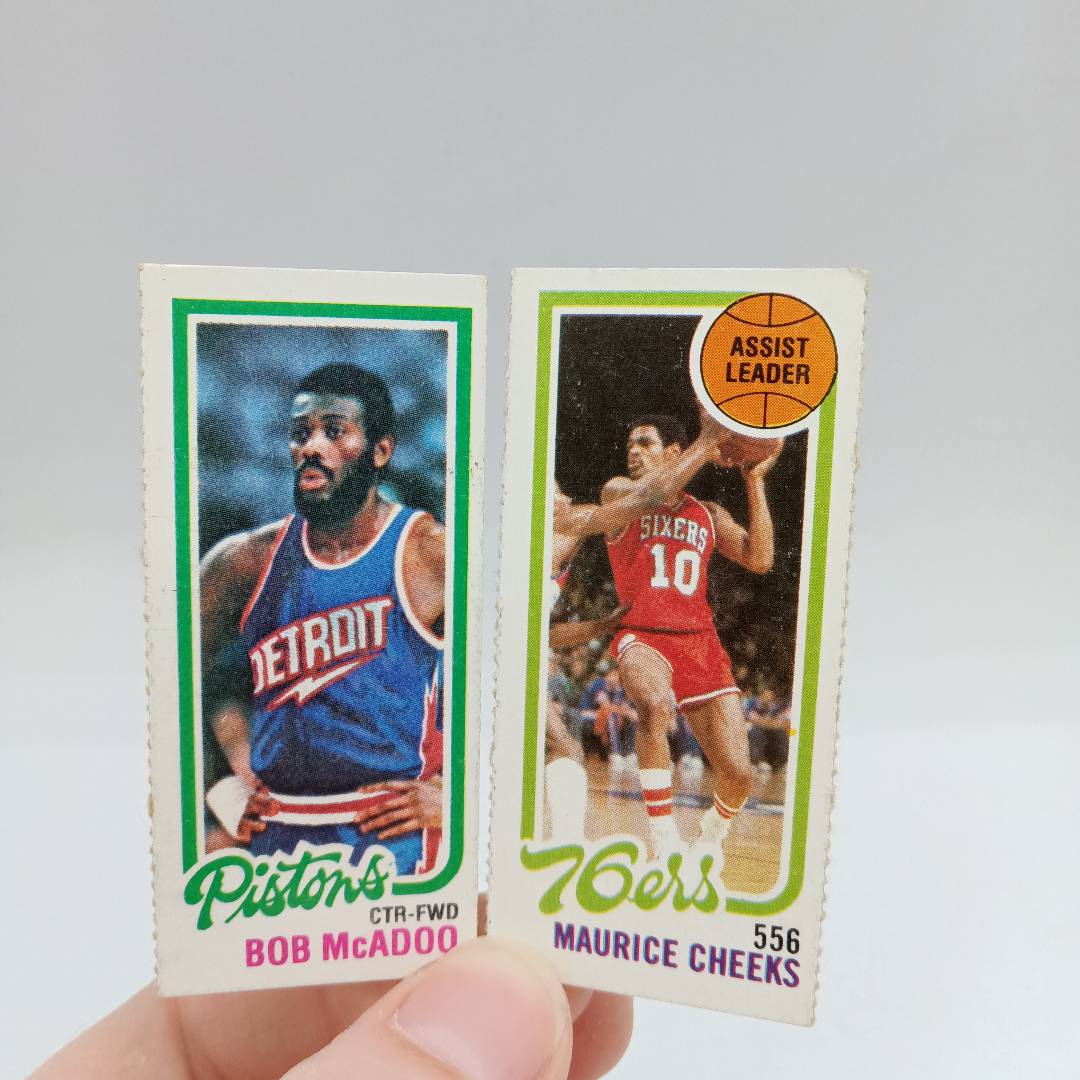 DETROIT
Pistons
CTR-FWD
BOB McADOO
ASSIST
LEADER
SIXERS
10
76ers
556
MAURICE CHEEKS